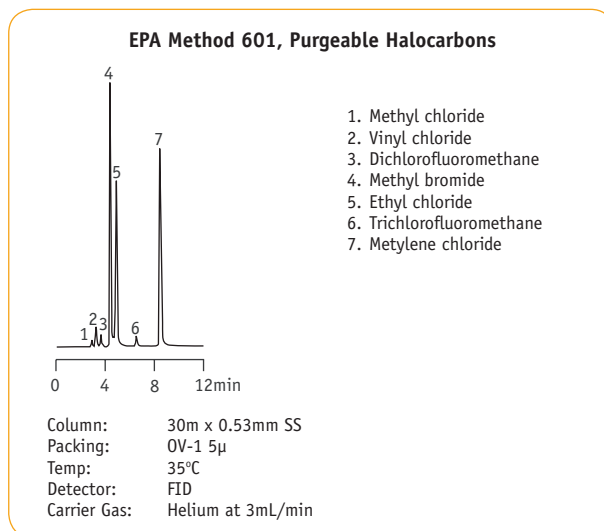 EPA Method 601, Purgeable Halocarbons
4
7
5
2
3
1
6
1. Methyl chloride
2. Vinyl chloride
3. Dichlorofluoromethane
4. Methyl bromide
5. Ethyl chloride
6. Trichlorofluoromethane
7. Metylene chloride
0 4 8 12min
Column: 30m x 0.53mm SS
Packing: OV-1 5µ
Temp: 35°C
Detector: FID
Carrier Gas: Helium at 3mL/min